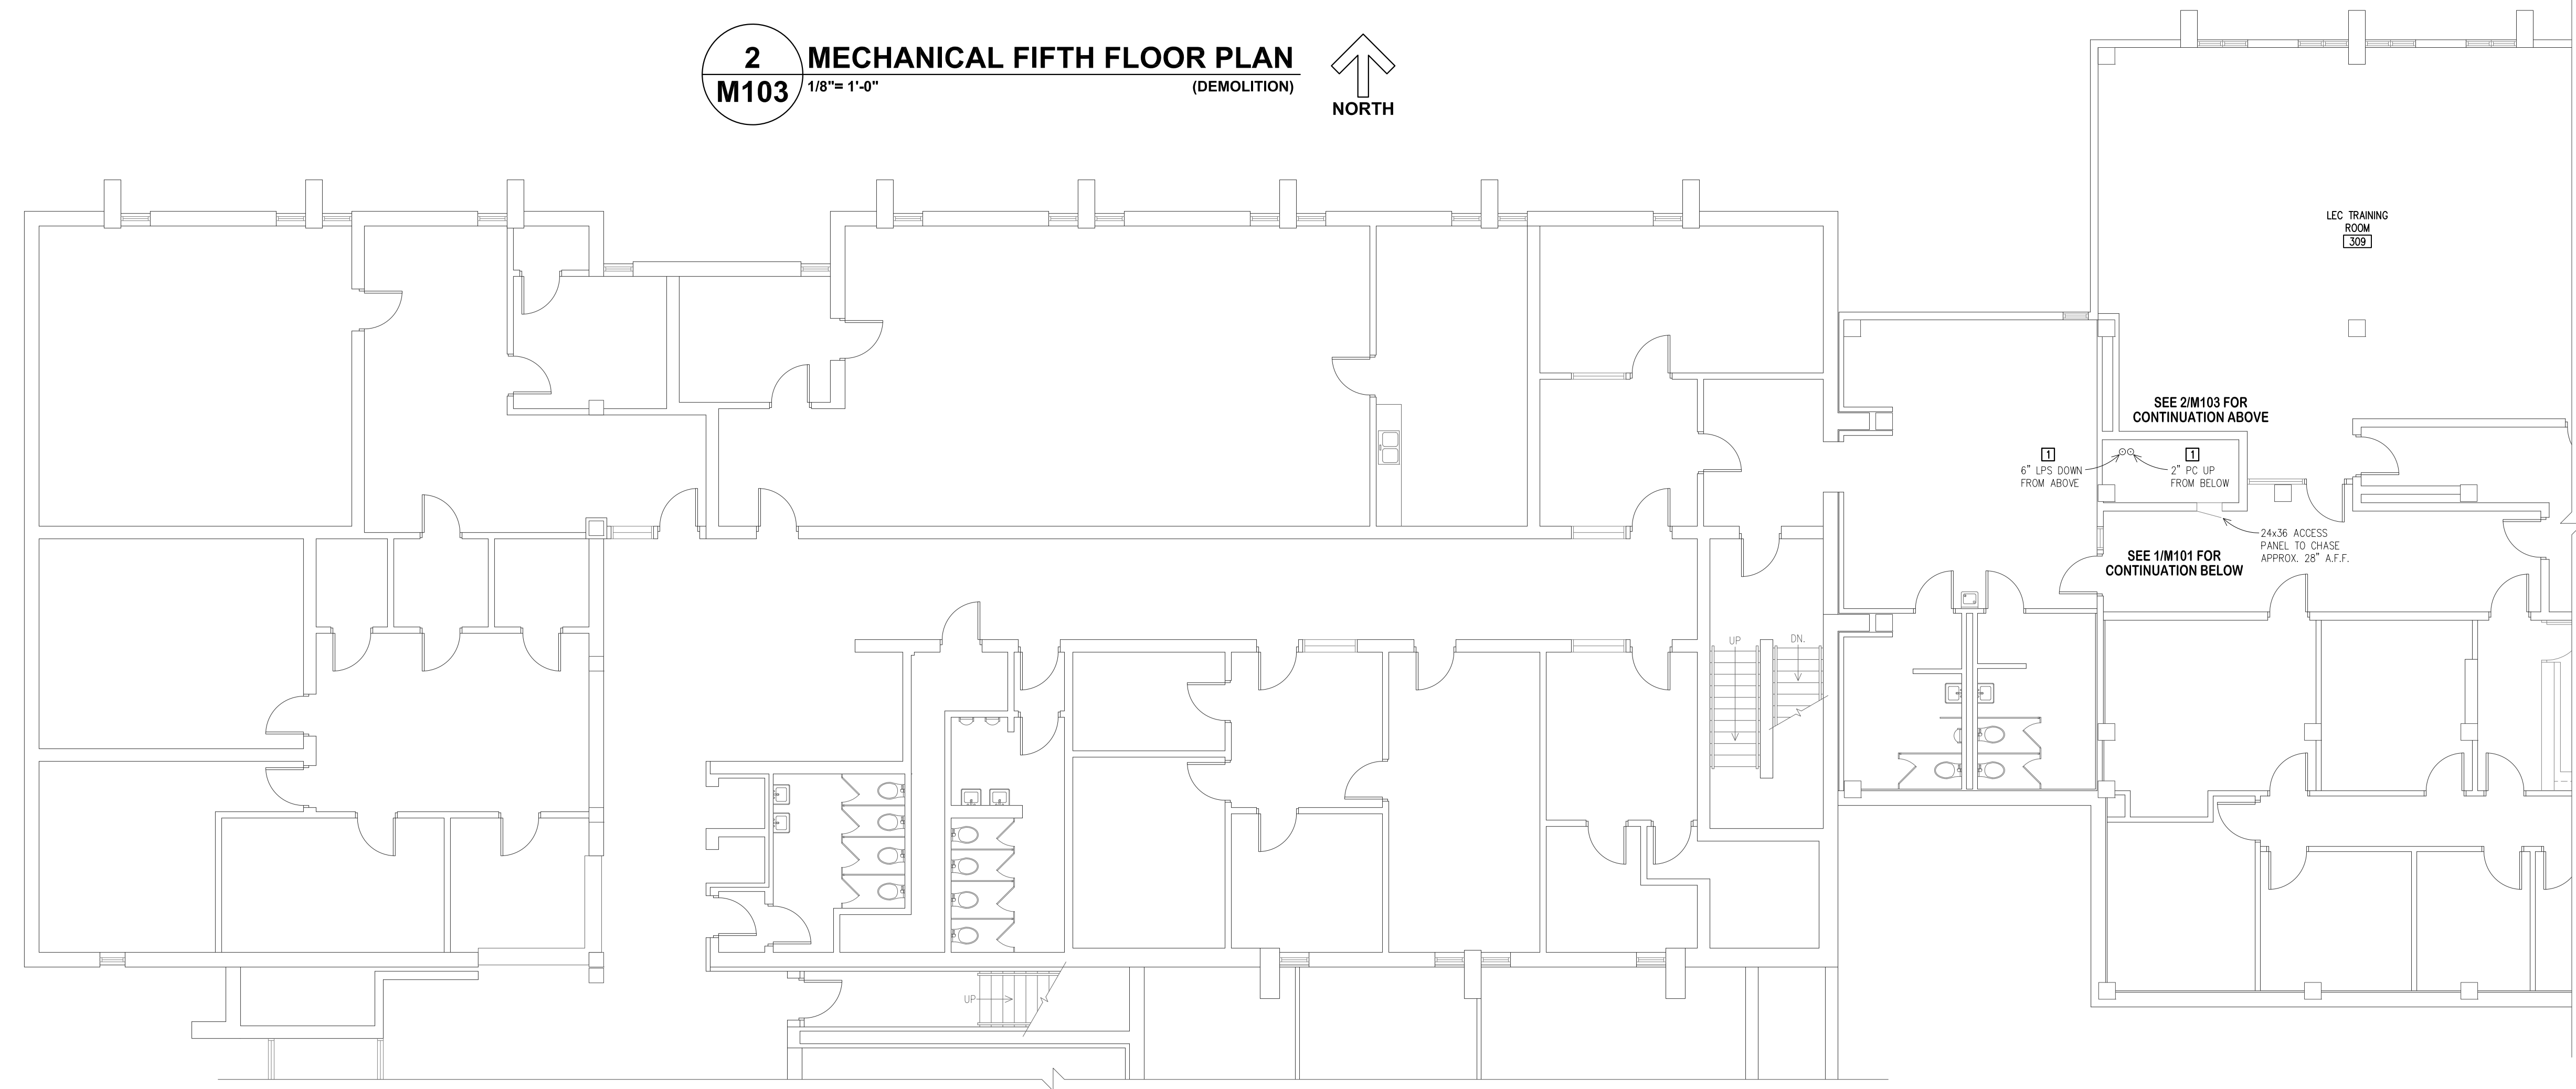 2
M103
MECHANICAL FIFTH FLOOR PLAN
1/8"= 1'-0"
(DEMOLITION)
NORTH
LEC TRAINING
ROOM
309
SEE 2/M103 FOR
CONTINUATION ABOVE
1
6" LPS DOWN
FROM ABOVE
1
2" PC UP
FROM BELOW
24x36 ACCESS
PANEL TO CHASE
APPROX. 28" A.F.F.
SEE 1/M101 FOR
CONTINUATION BELOW
UP
DN.
UP